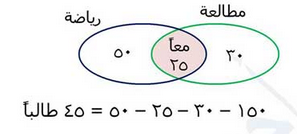 مطالعة
رياضة
٣٠
معاً
٢٥
٥٠
١٥٠ − ٣٠ − ٢٥ − ٥٠ = ٤٥ طالباً